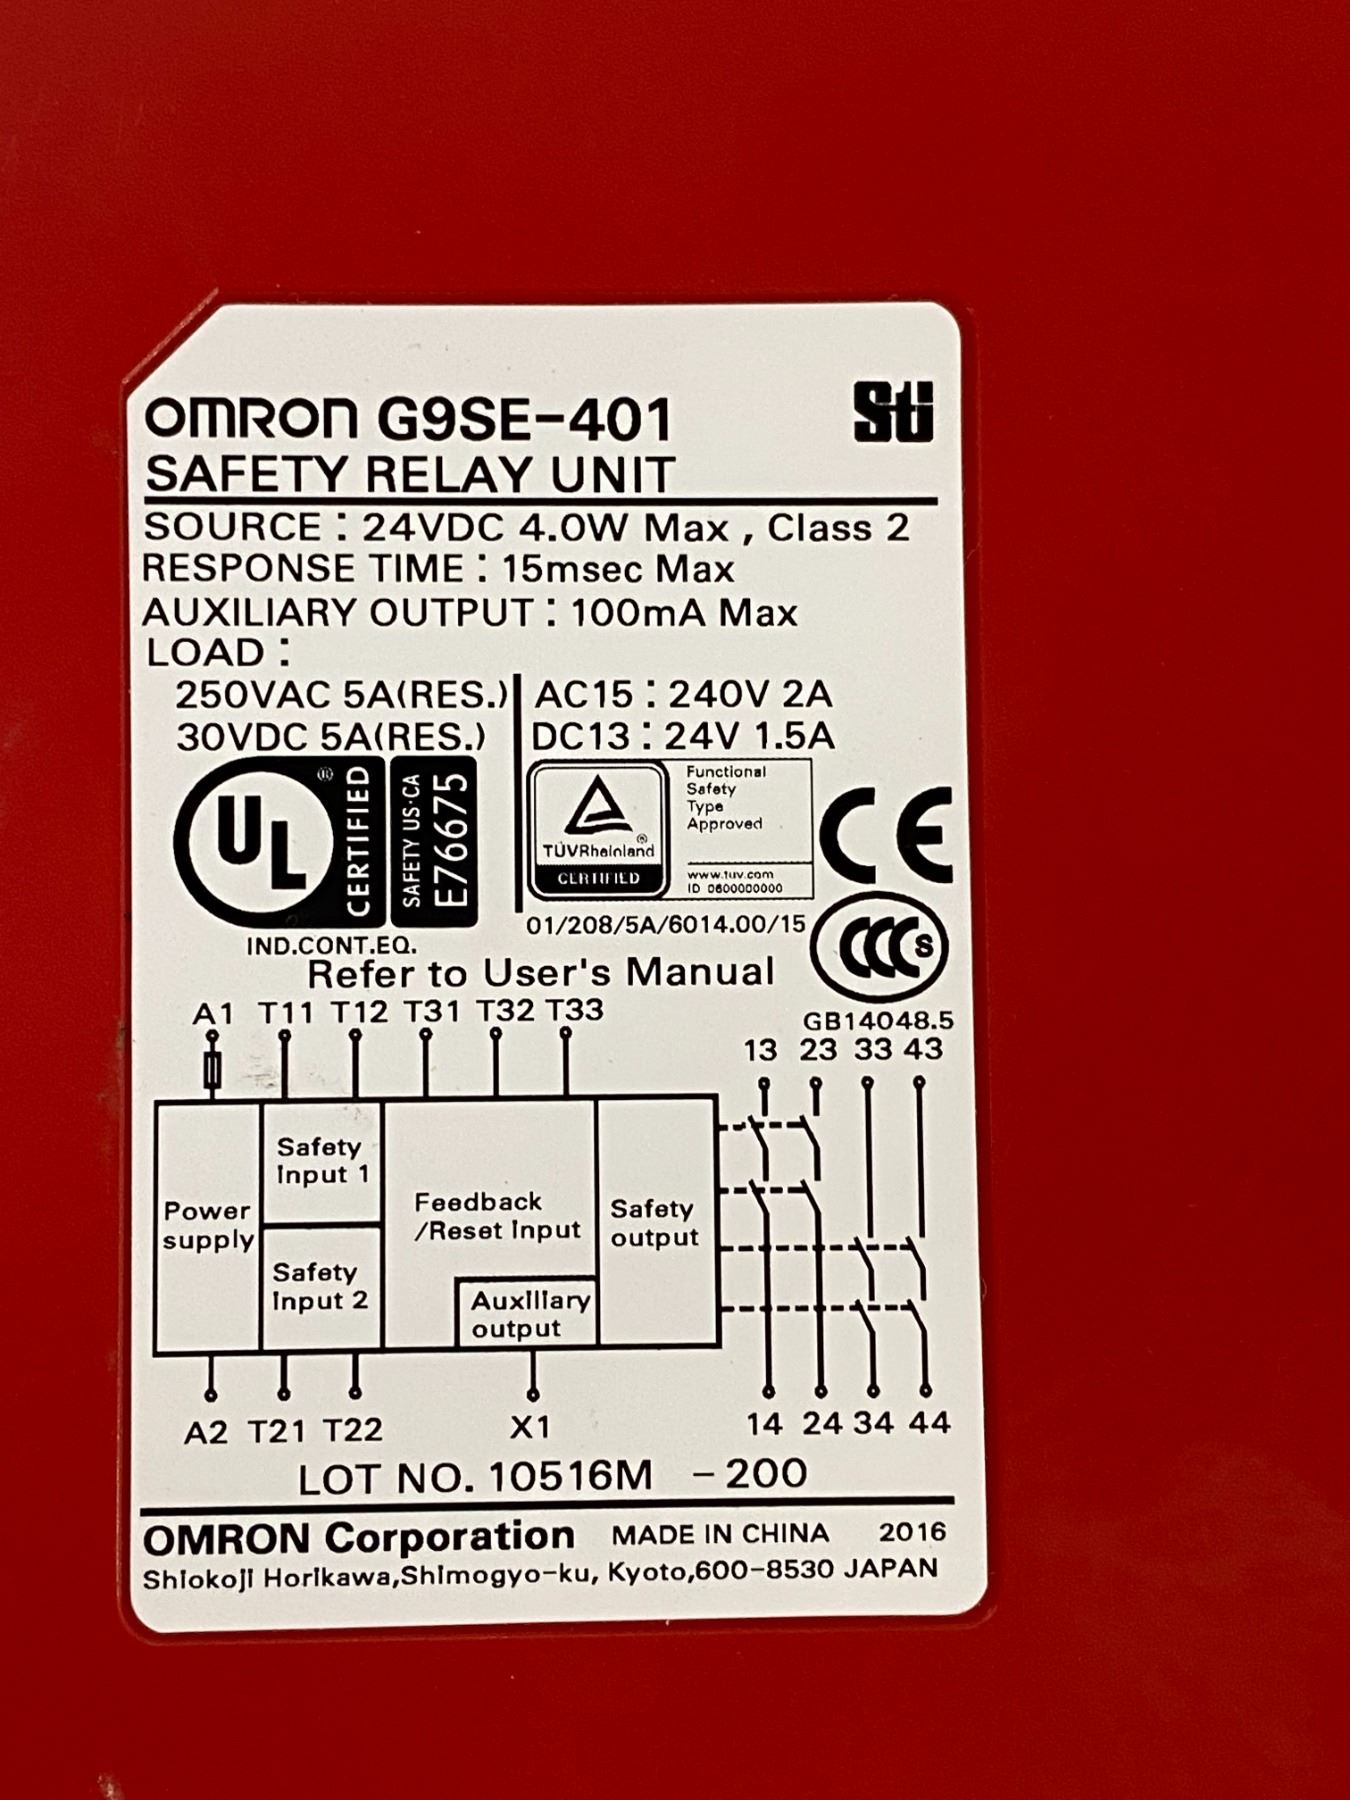 OMRON G9SE-401 Sti
SAFETY RELAY UNIT
SOURCE : 24VDC 4.0W Max , Class 2
RESPONSE TIME : 15msec Max
AUXILIARY OUTPUT : 100mA Max
LOAD :
250VAC 5A(RES.) AC15 : 240V 2A
30VDC 5A(RES.) DC13 : 24V 1.5A
UL ® CERTIFIED
SAFETY US·CA
E76675
IND.CONT.EQ.
TÜVRheinland ®
CERTIFIED
Functional
Safety
Type
Approved
www.tuv.com
ID 0600000000
01/208/5A/6014.00/15
CE
CCC S
GB14048.5
Refer to User's Manual
A1 T11 T12 T31 T32 T33
13 23 33 43
Power
supply
Safety
Input 1
Safety
Input 2
Feedback
/Reset Input
Auxiliary
output
Safety
output
A2 T21 T22 X1 14 24 34 44
LOT NO. 10516M -200
OMRON Corporation MADE IN CHINA 2016
Shiokoji Horikawa,Shimogyo-ku, Kyoto,600-8530 JAPAN